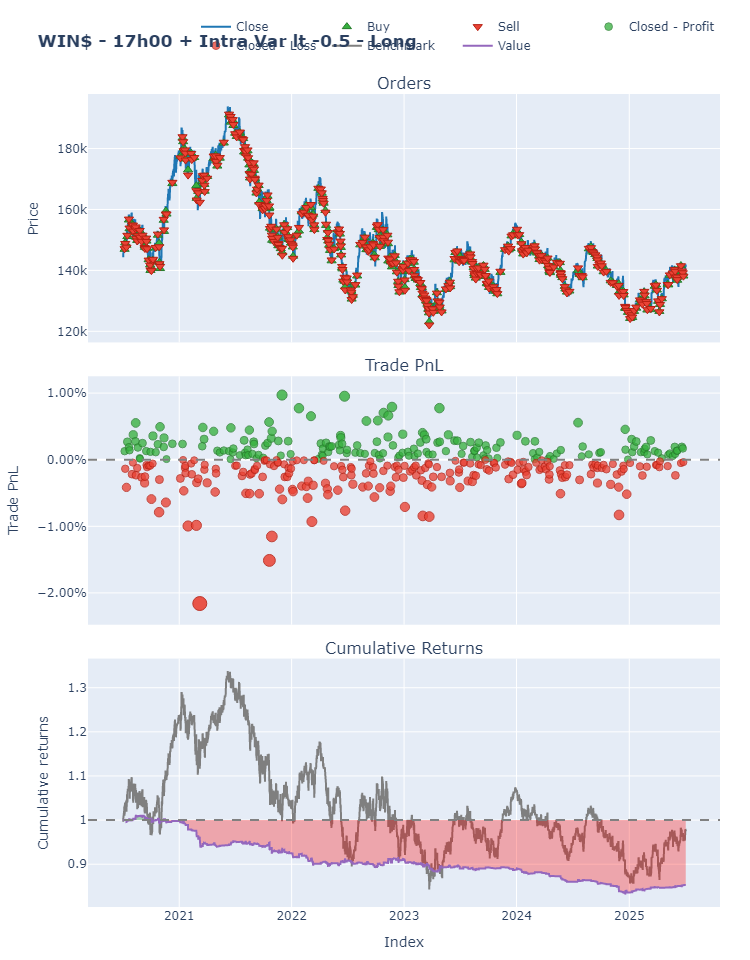 Close Buy Sell Closed - Profit
WIN$ - 17h00 + Intra Var lt -0.5 - Long
Closed - Loss Benchmark Value
Orders
180k
160k
140k
120k
Price
Trade PnL
1.00%
0.00%
−1.00%
−2.00%
Trade PnL
Cumulative Returns
1.3
1.2
1.1
1
0.9
Cumulative returns
2021 2022 2023 2024 2025
Index